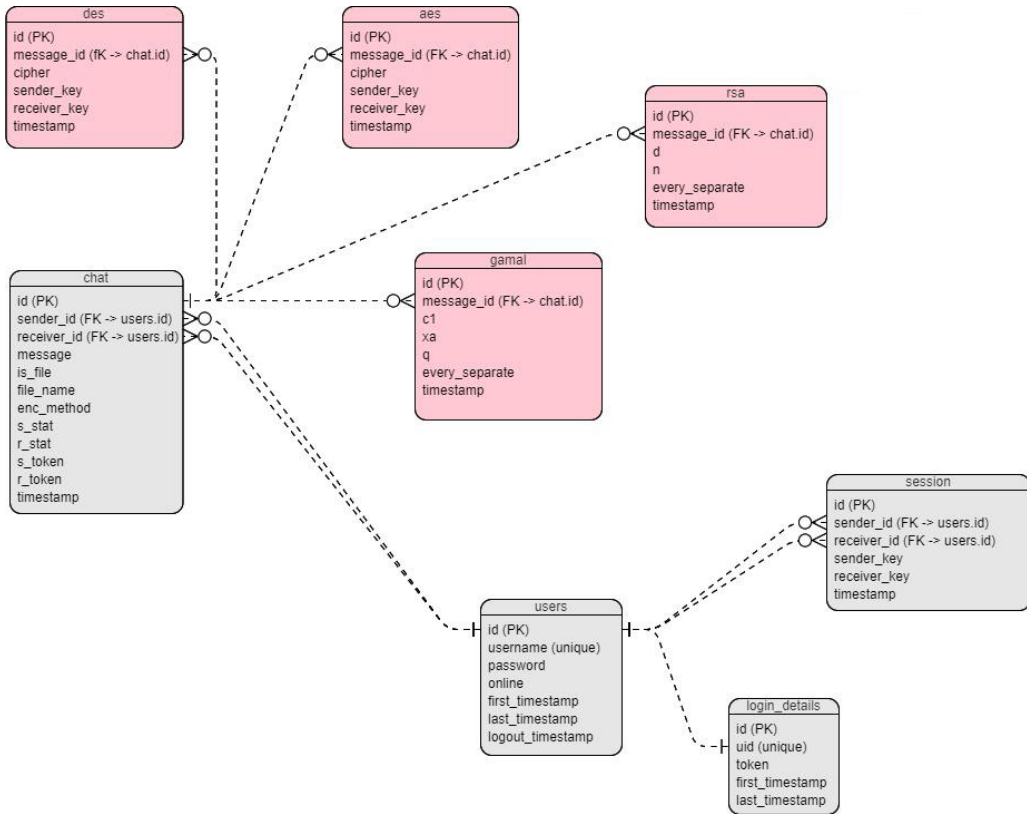 des
id (PK)
message_id (fK -> chat.id)
cipher
sender_key
receiver_key
timestamp
aes
id (PK)
message_id (FK -> chat.id)
cipher
sender_key
receiver_key
timestamp
rsa
id (PK)
message_id (FK -> chat.id)
d
n
every_separate
timestamp
chat
id (PK)
sender_id (FK -> users.id)
receiver_id (FK -> users.id)
message
is_file
file_name
enc_method
s_stat
r_stat
s_token
r_token
timestamp
gamal
id (PK)
message_id (FK -> chat.id)
c1
xa
q
every_separate
timestamp
session
id (PK)
sender_id (FK -> users.id)
receiver_id (FK -> users.id)
sender_key
receiver_key
timestamp
users
id (PK)
username (unique)
password
online
first_timestamp
last_timestamp
logout_timestamp
login_details
id (PK)
uid (unique)
token
first_timestamp
last_timestamp